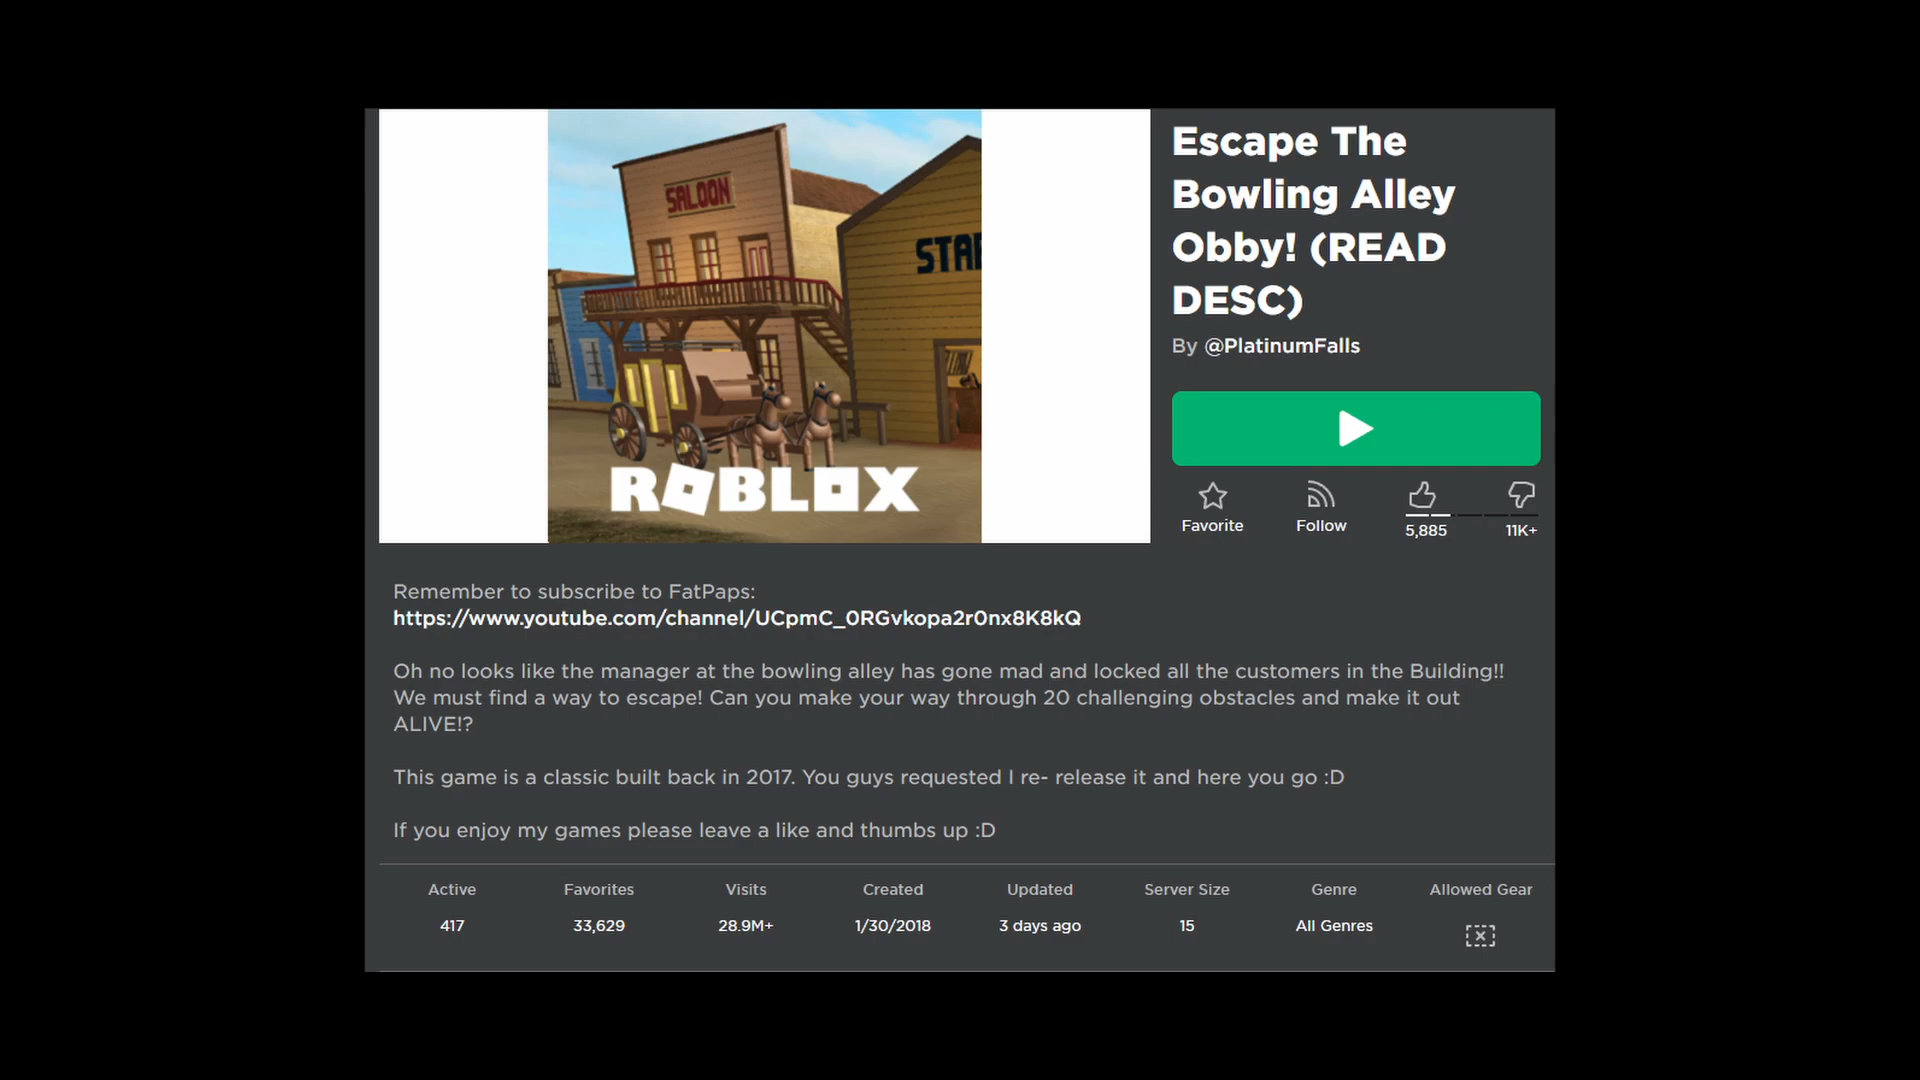 SALOON
STAB
ROBLOX
Escape The
Bowling Alley
Obby! (READ
DESC)
By @PlatinumFalls
Favorite
Follow
5,885
11K+
Remember to subscribe to FatPaps:
https://www.youtube.com/channel/UCpmC_0RGvkopa2r0nx8K8kQ
Oh no looks like the manager at the bowling alley has gone mad and locked all the customers in the Building!!
We must find a way to escape! Can you make your way through 20 challenging obstacles and make it out
ALIVE!?
This game is a classic built back in 2017. You guys requested I re- release it and here you go :D
If you enjoy my games please leave a like and thumbs up :D
Active Favorites Visits Created Updated Server Size Genre Allowed Gear
417 33,629 28.9M+ 1/30/2018 3 days ago 15 All Genres